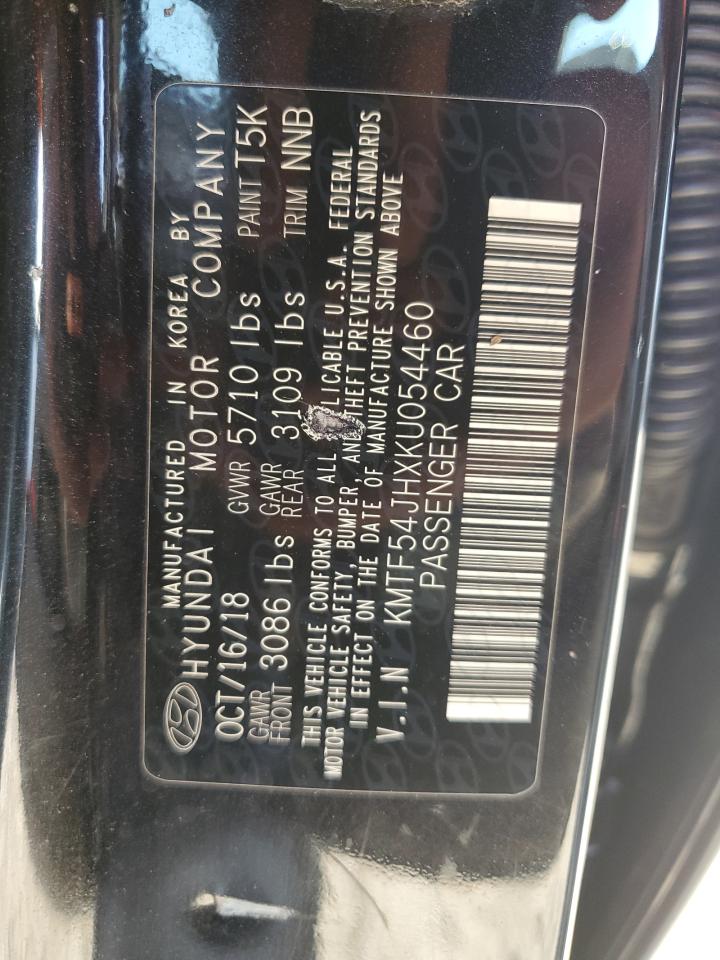 MANUFACTURED IN KOREA BY
HYUNDAI MOTOR COMPANY
OCT/16/18 GVWR 5710 lbs PAINT T5K
GAWR FRONT 3086 lbs GAWR REAR 3109 lbs TRIM NNB
THIS VEHICLE CONFORMS TO ALL LICABLE U.S.A. FEDERAL
MOTOR VEHICLE SAFETY, BUMPER, AND THEFT PREVENTION STANDARDS
IN EFFECT ON THE DATE OF MANUFACTURE SHOWN ABOVE
V.I.N KMTF54JHXKU054460
PASSENGER CAR